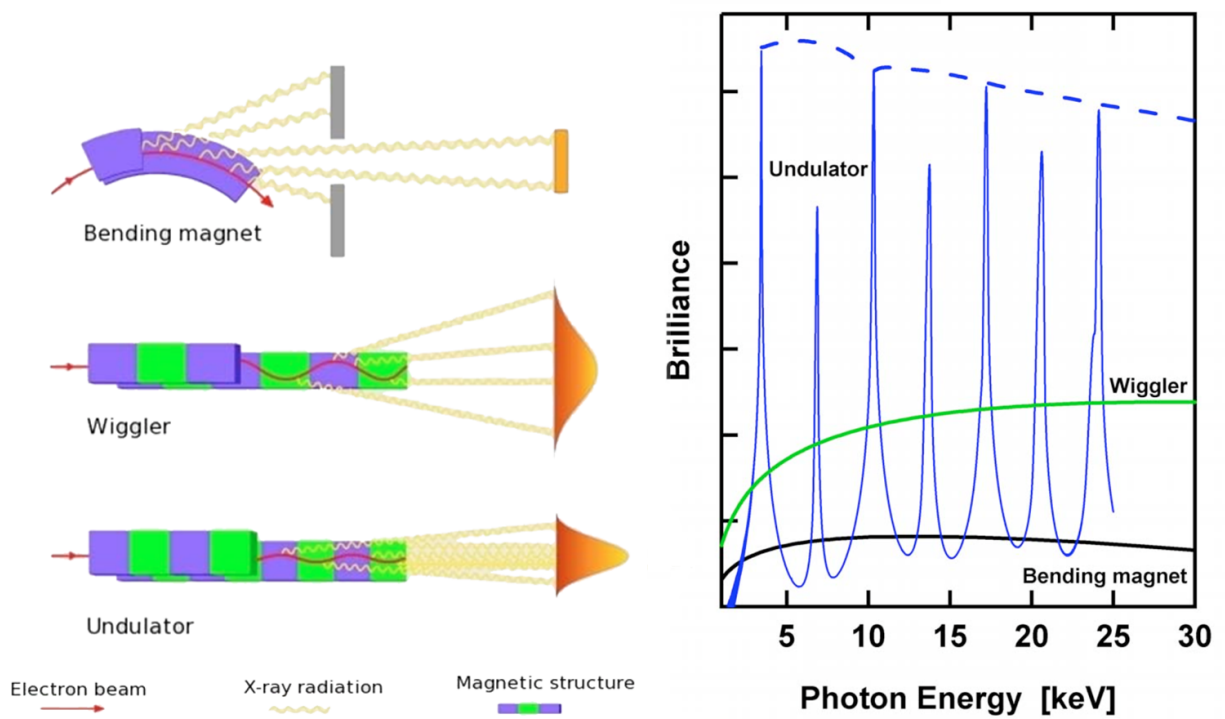 Bending magnet
Wiggler
Undulator
Electron beam
X-ray radiation
Magnetic structure
Brilliance
Undulator
Wiggler
Bending magnet
5 10 15 20 25 30
Photon Energy [keV]